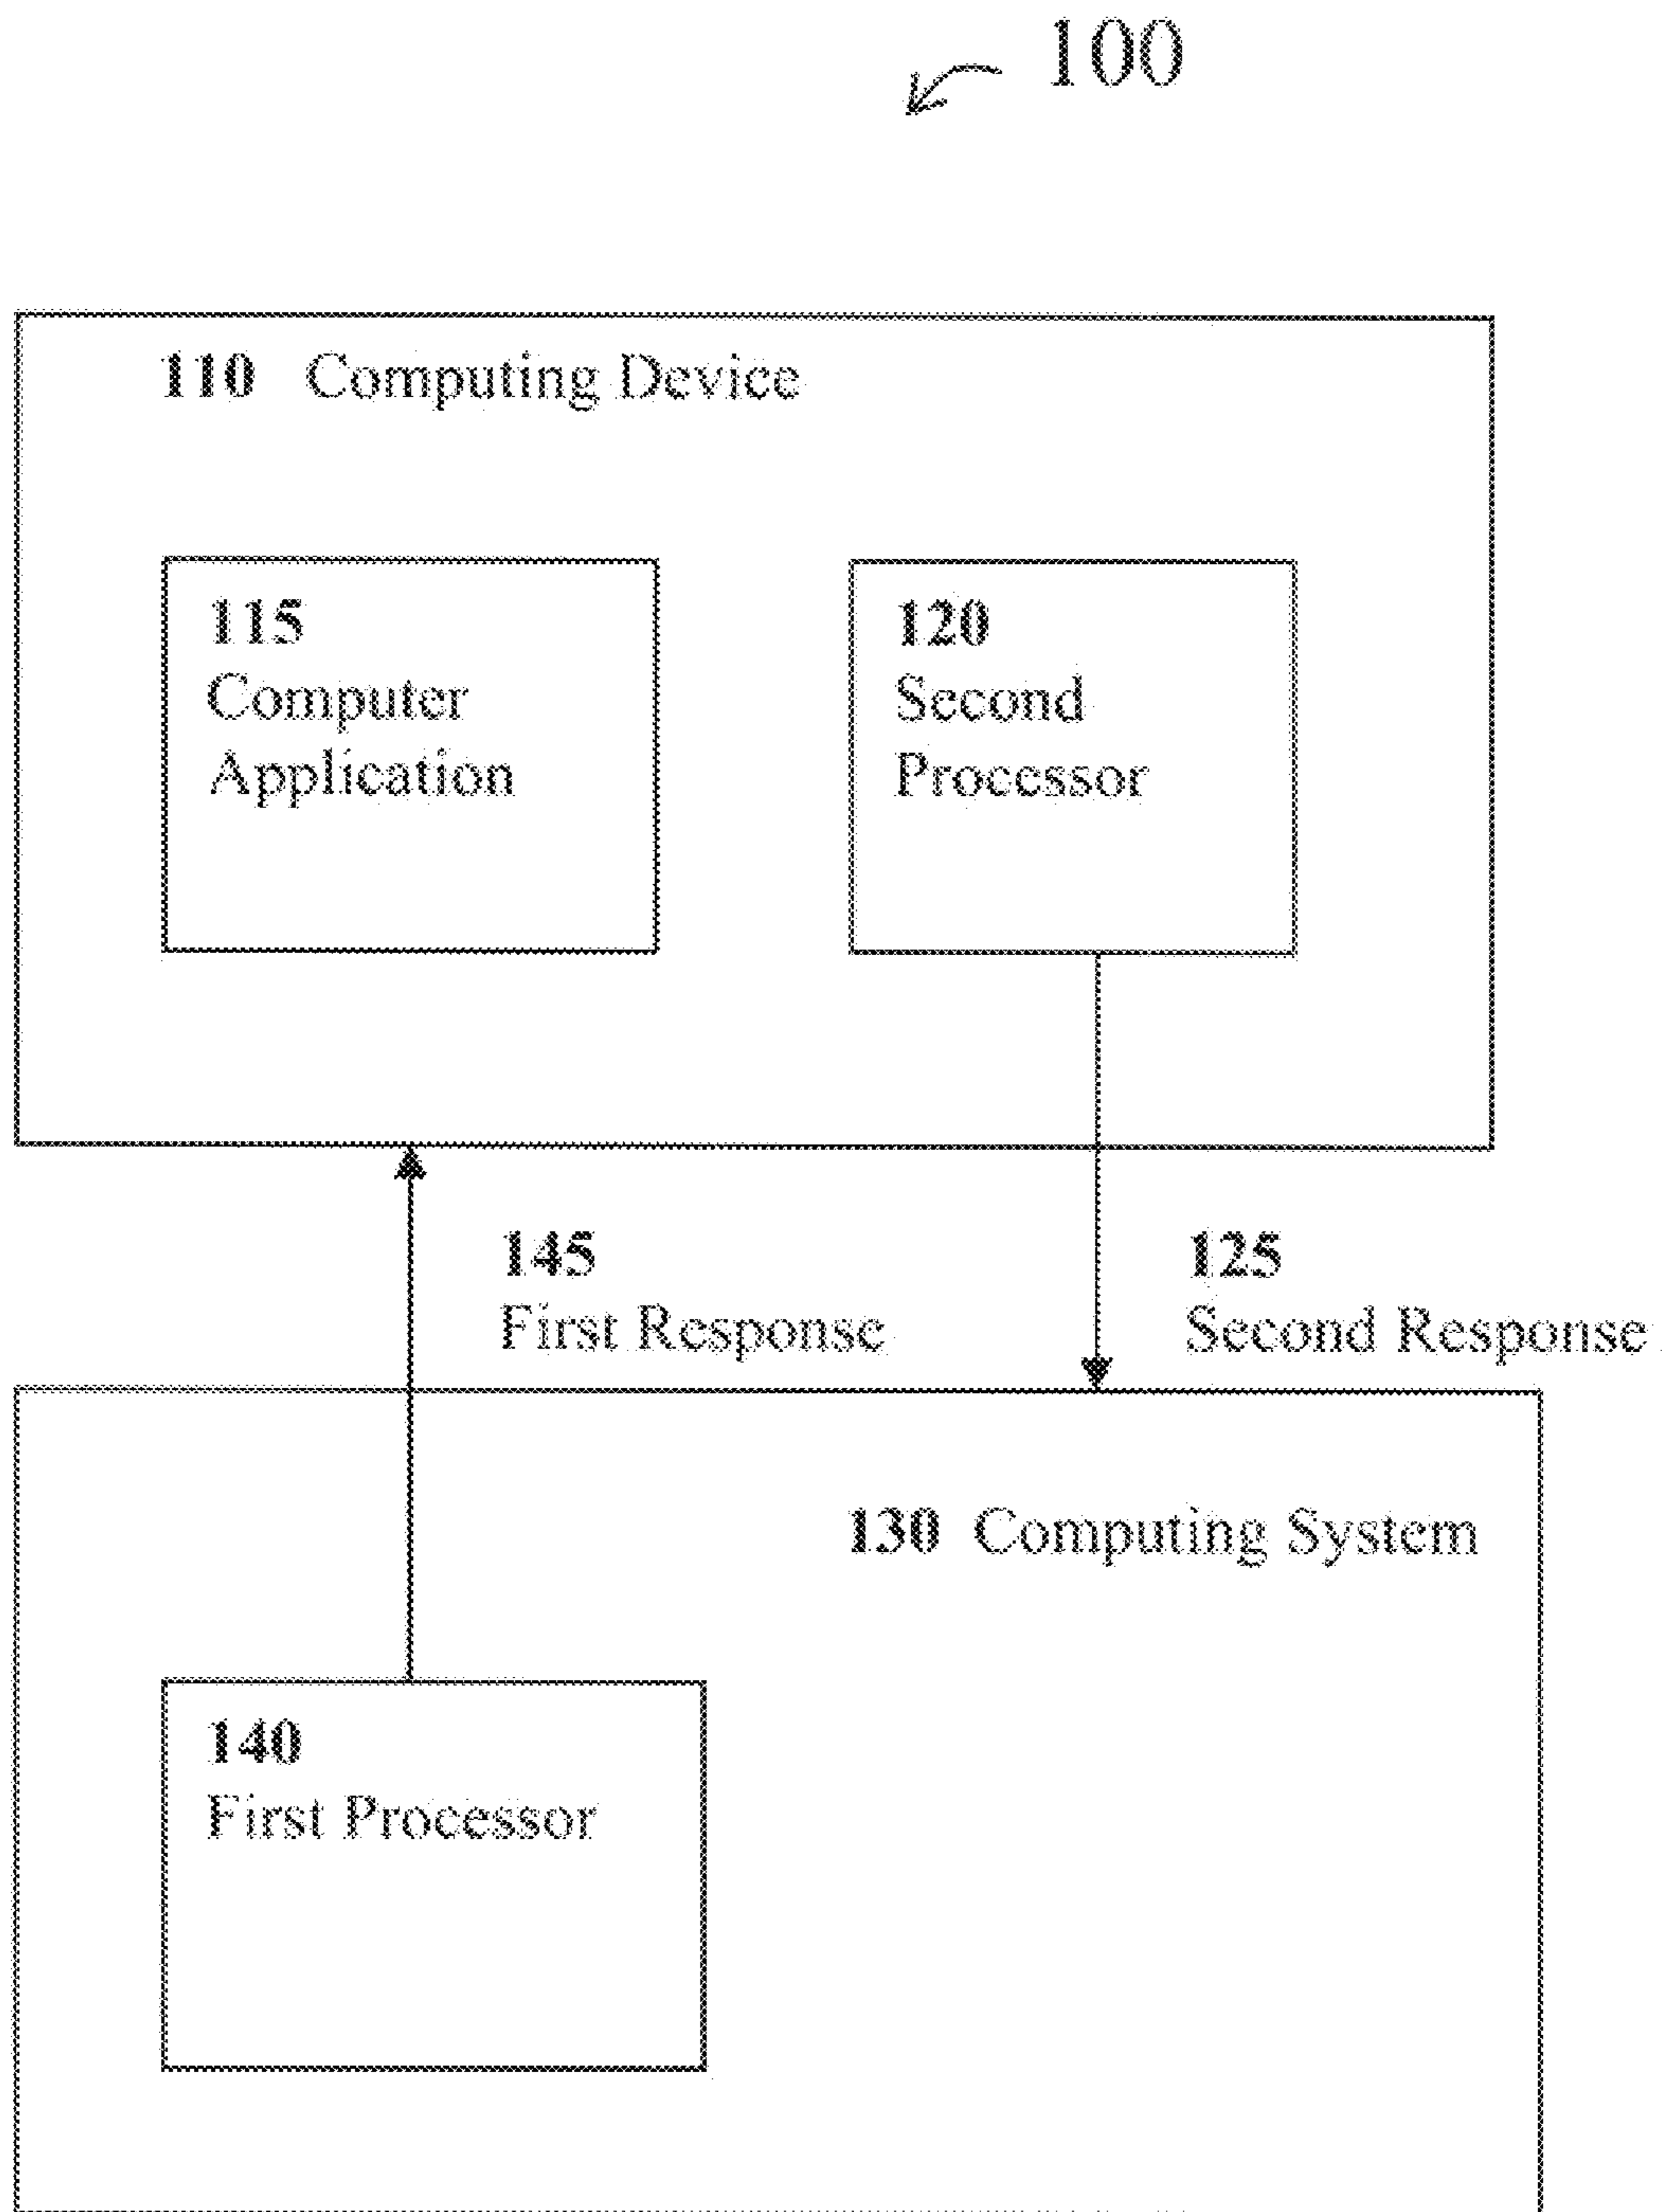 100
110 Computing Device
115
Computer
Application
120
Second
Processor
145
First Response
125
Second Response
130 Computing System
140
First Processor